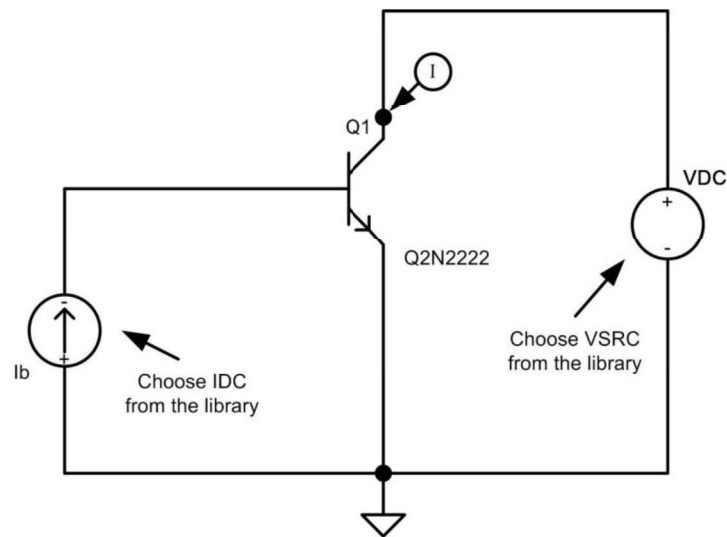 I
Q1
VDC
+
-
Q2N2222
Choose VSRC
from the library
-
+
Ib
Choose IDC
from the library